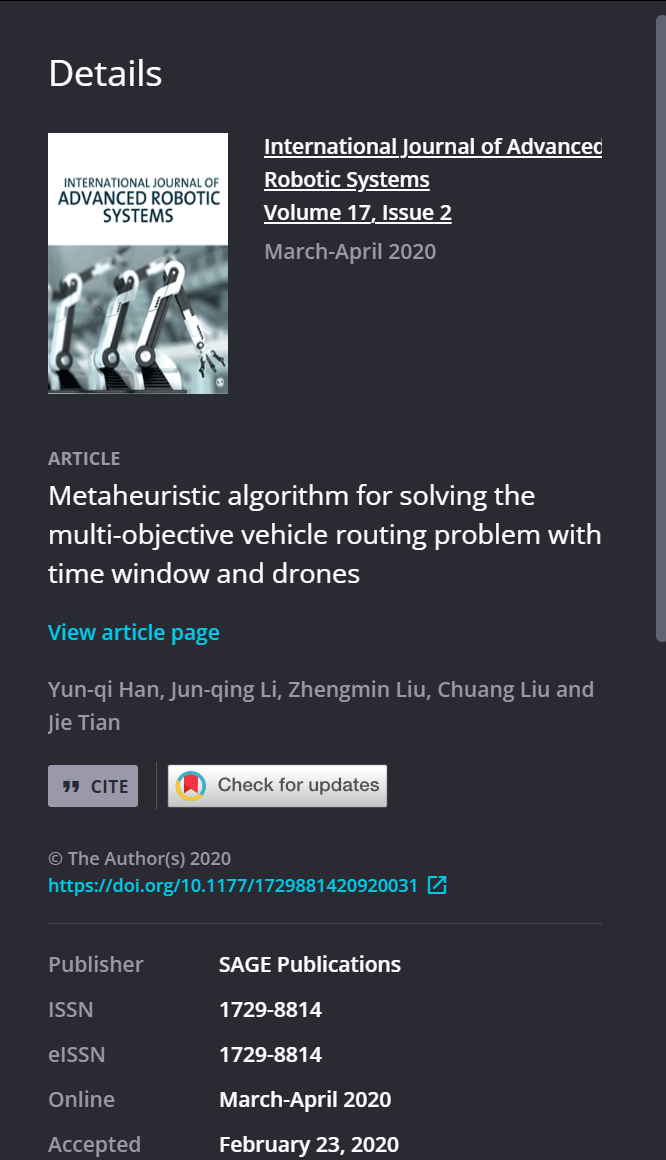 Details
INTERNATIONAL JOURNAL OF
ADVANCED ROBOTIC
SYSTEMS
International Journal of Advanced
Robotic Systems
Volume 17, Issue 2
March-April 2020
ARTICLE
Metaheuristic algorithm for solving the
multi-objective vehicle routing problem with
time window and drones
View article page
Yun-qi Han, Jun-qing Li, Zhengmin Liu, Chuang Liu and
Jie Tian
CITE
Check for updates
© The Author(s) 2020
https://doi.org/10.1177/1729881420920031
Publisher SAGE Publications
ISSN 1729-8814
eISSN 1729-8814
Online March-April 2020
Accepted February 23, 2020